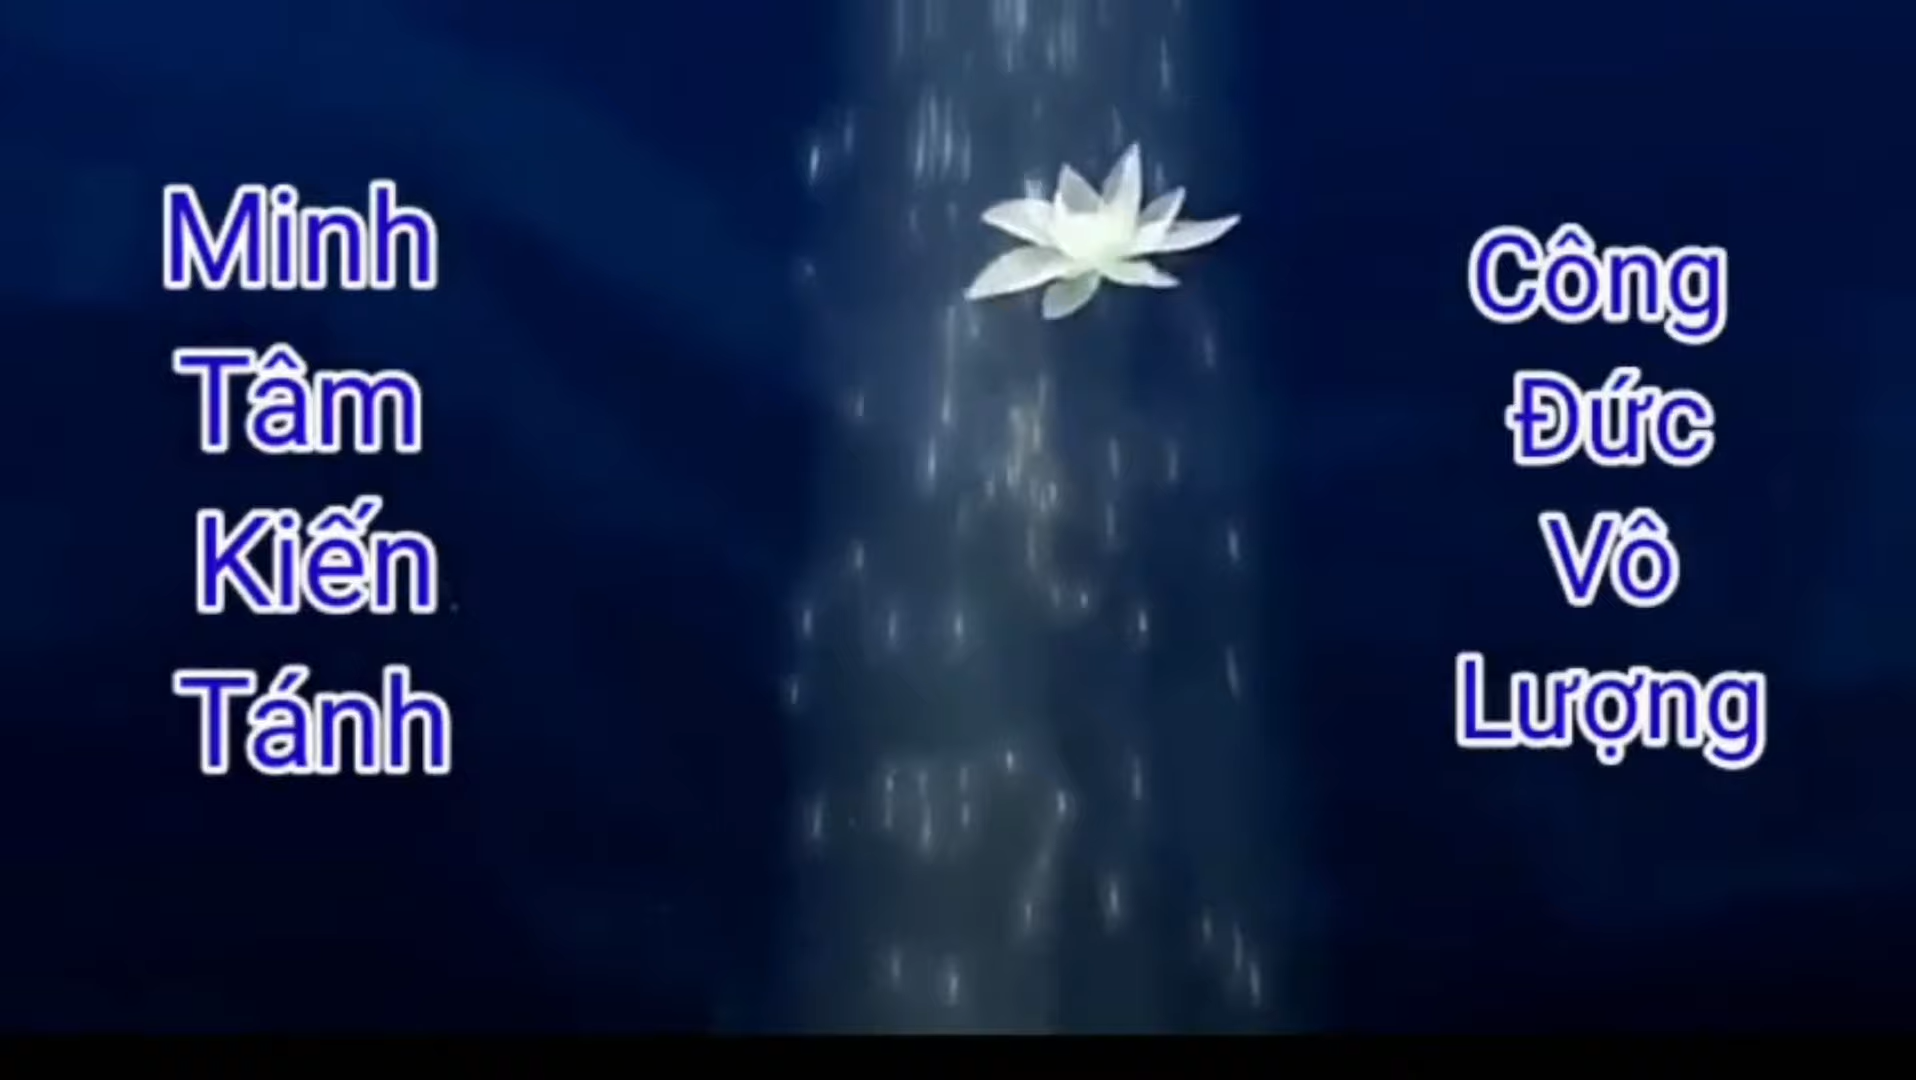 Minh
Tâm
Kiến
Tánh
Công
Đức
Vô
Lượng